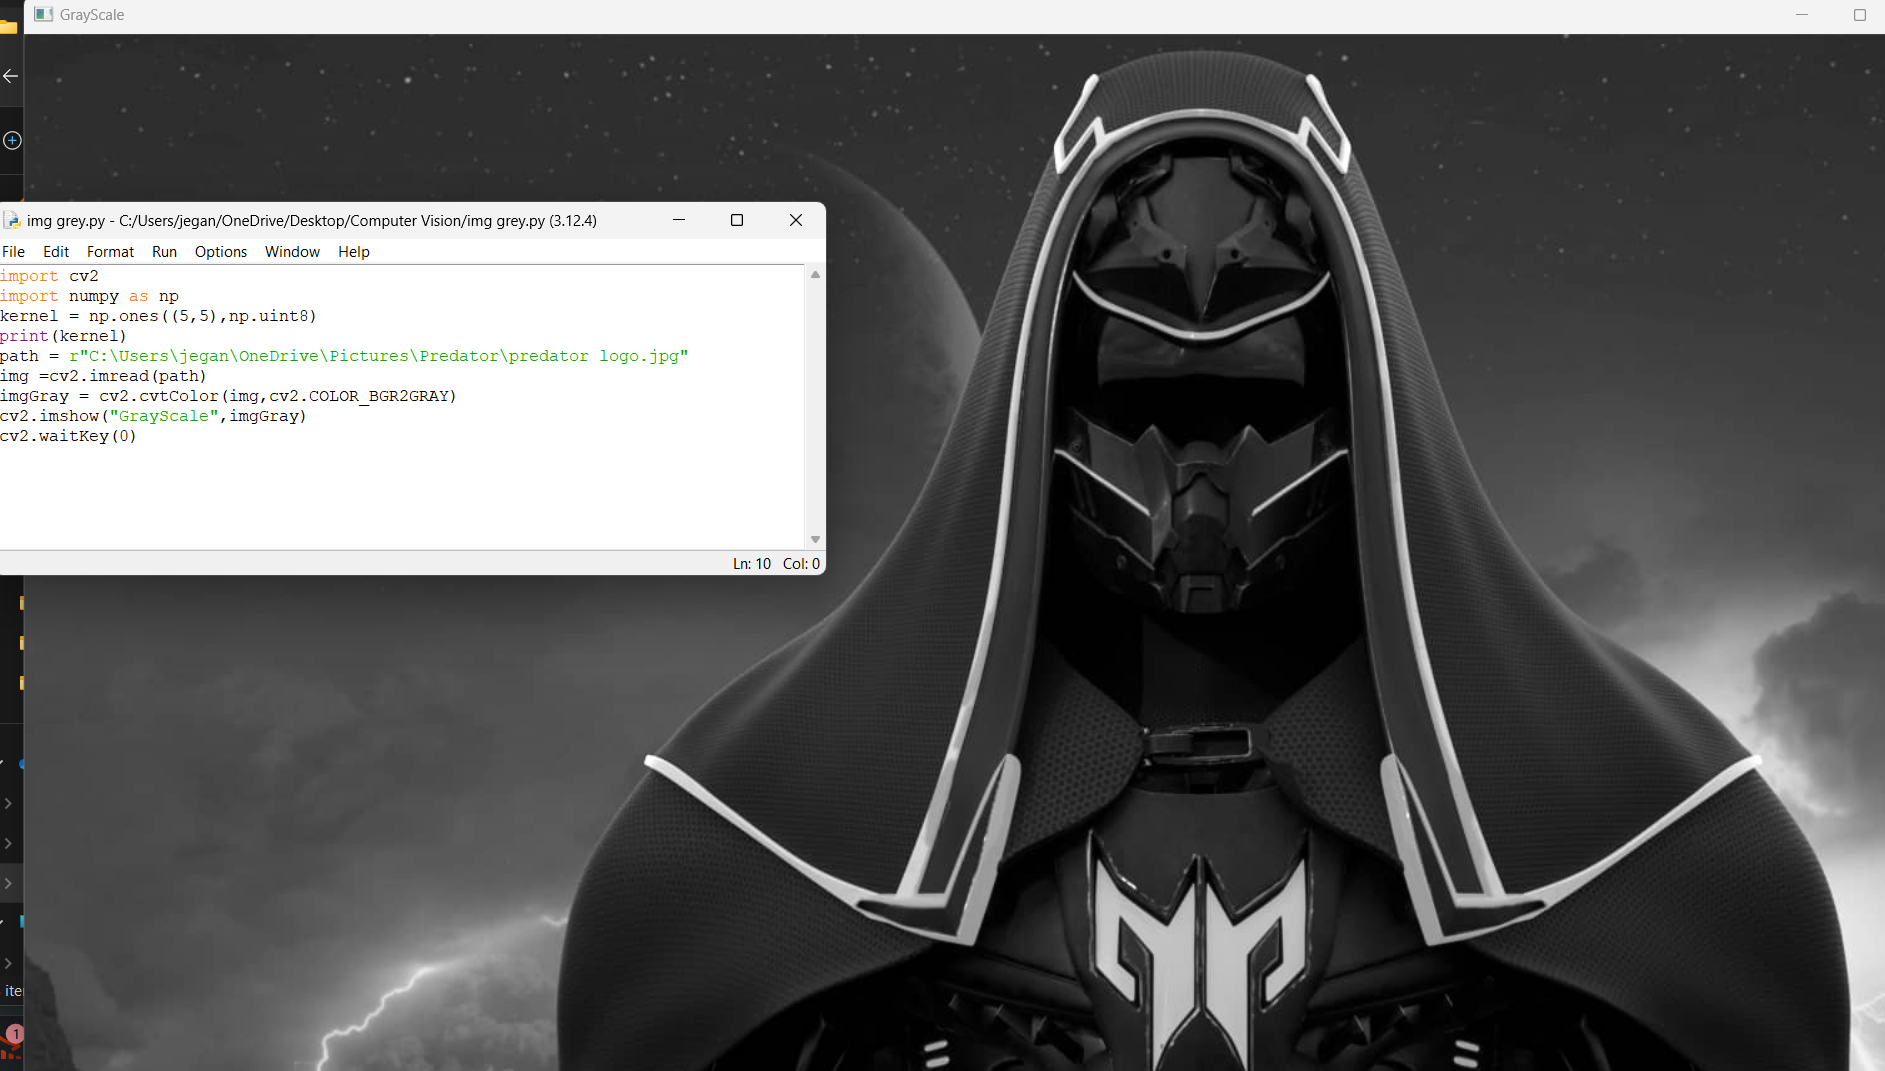 GrayScale
img grey.py - C:/Users/jegan/OneDrive/Desktop/Computer Vision/img grey.py (3.12.4)
File Edit Format Run Options Window Help
import cv2
import numpy as np
kernel = np.ones((5,5),np.uint8)
print(kernel)
path = r"C:\Users\jegan\OneDrive\Pictures\Predator\predator logo.jpg"
img =cv2.imread(path)
imgGray = cv2.cvtColor(img,cv2.COLOR_BGR2GRAY)
cv2.imshow("GrayScale",imgGray)
cv2.waitKey(0)
Ln: 10 Col: 0
1